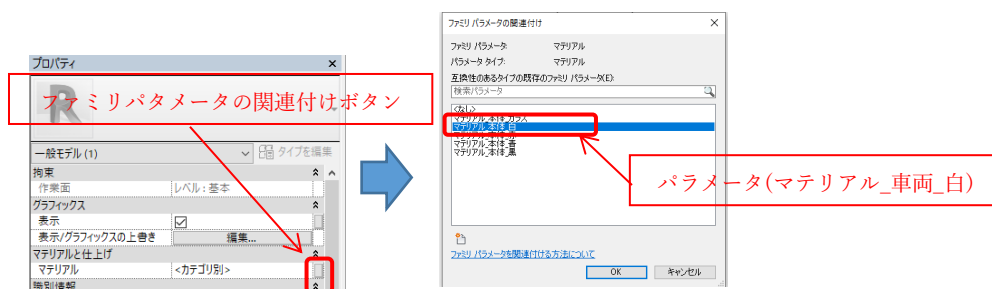 プロパティ
ファミリパタメータの関連付けボタン
R
一般モデル (1)
タイプを編集
拘束
作業面
レベル : 基本
グラフィックス
表示
表示/グラフィックスの上書き
編集...
マテリアルと仕上げ
マテリアル
<カテゴリ別>
識別情報
ファミリ パラメータの関連付け
ファミリ パラメータ:
マテリアル
パラメータ タイプ:
マテリアル
互換性のあるタイプの既存のファミリ パラメータ(E):
検索パラメータ
<なし>
マテリアル_本体_ガラス
マテリアル_本体_白
マテリアル_本体_赤
マテリアル_本体_青
マテリアル_本体_黒
パラメータ(マテリアル_車両_白)
ファミリ パラメータを関連付ける方法について
OK
キャンセル